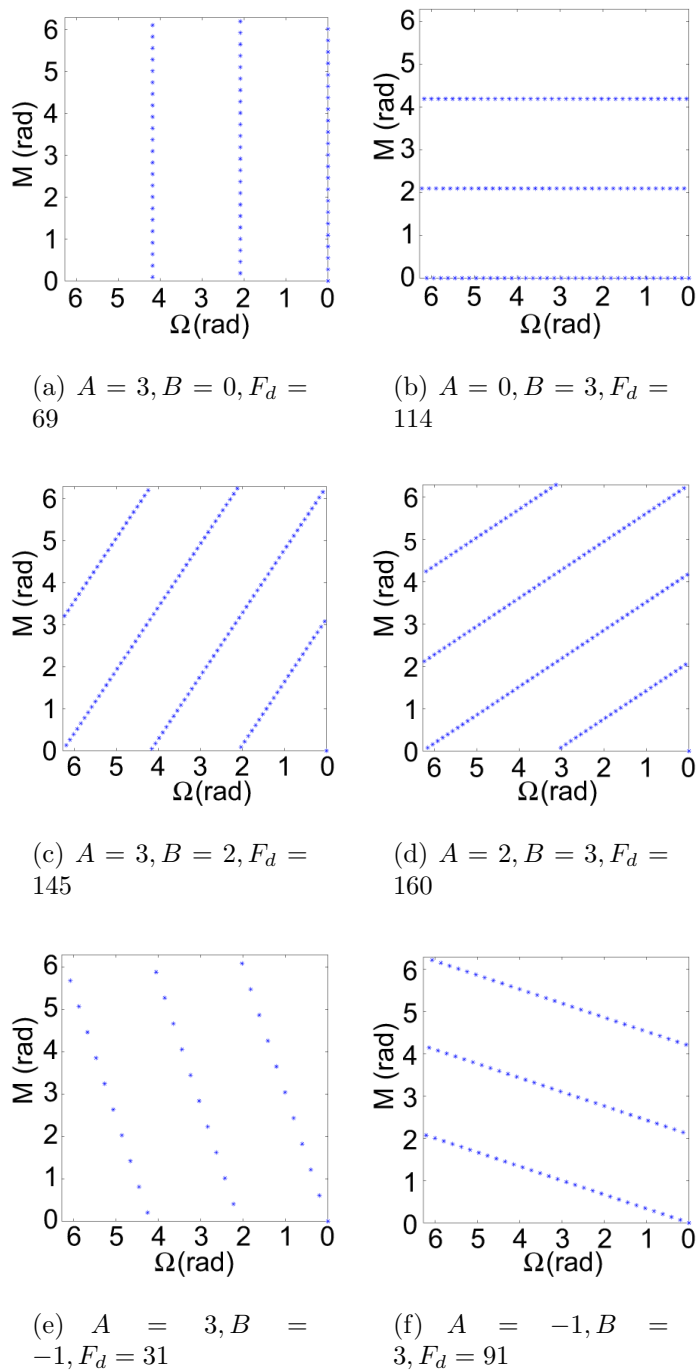 6
5
4
3
2
1
0
M (rad)
6 5 4 3 2 1 0
Ω(rad)
(a) A = 3, B = 0, F_d =
69
6
5
4
3
2
1
0
M (rad)
6 5 4 3 2 1 0
Ω(rad)
(b) A = 0, B = 3, F_d =
114
6
5
4
3
2
1
0
M (rad)
6 5 4 3 2 1 0
Ω(rad)
(c) A = 3, B = 2, F_d =
145
6
5
4
3
2
1
0
M (rad)
6 5 4 3 2 1 0
Ω(rad)
(d) A = 2, B = 3, F_d =
160
6
5
4
3
2
1
0
M (rad)
6 5 4 3 2 1 0
Ω(rad)
(e) A = 3, B =
−1, F_d = 31
6
5
4
3
2
1
0
M (rad)
6 5 4 3 2 1 0
Ω(rad)
(f) A = −1, B =
3, F_d = 91